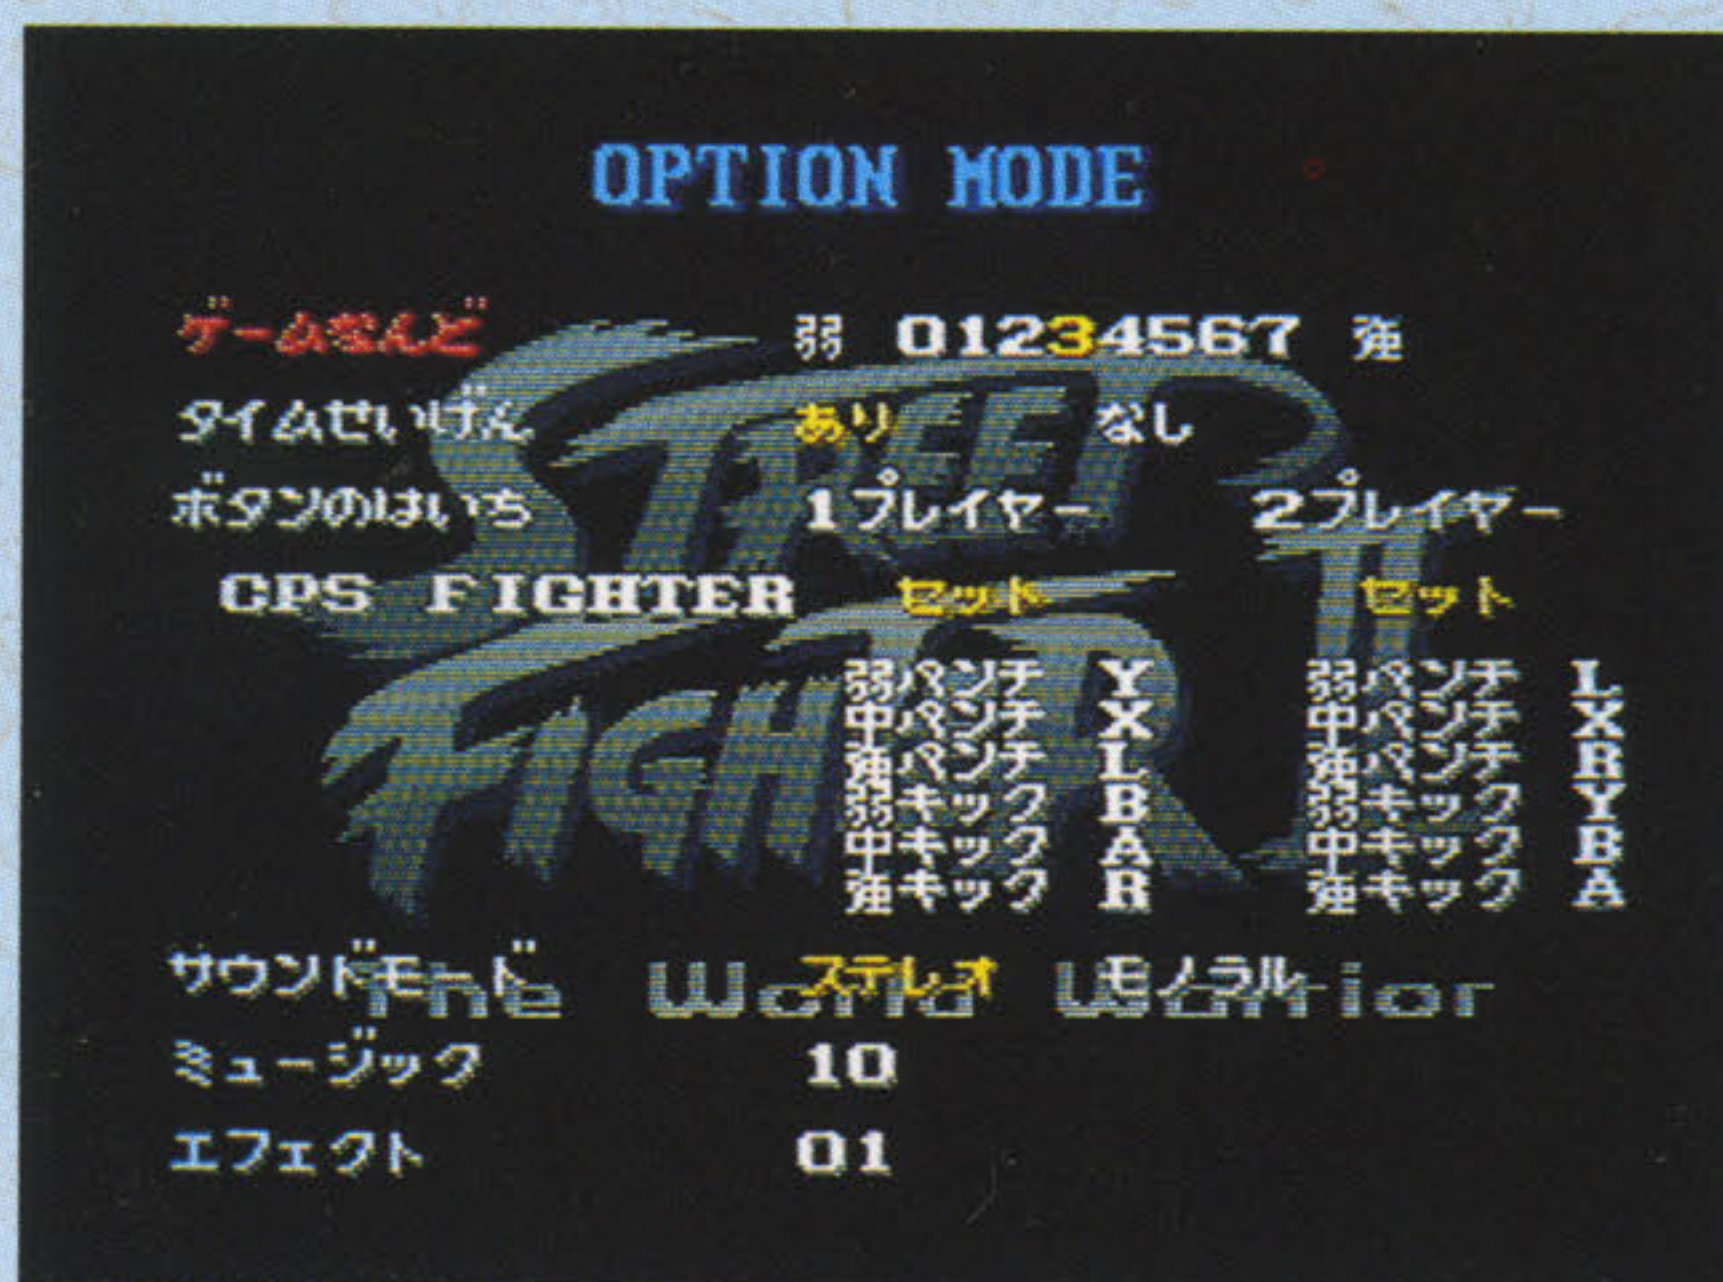 OPTION MODE
ゲームなんど 弱 01234567 強
タイムせいげん あり なし
ボタンのはいち 1プレイヤー 2プレイヤー
CPS FIGHTER セット セット
弱パンチ Y 弱パンチ L
中パンチ X 中パンチ X
強パンチ L 強パンチ R
弱キック B 弱キック Y
中キック A 中キック B
強キック R 強キック A
サウンドモード ステレオ モノラル
ミュージック 10
エフェクト 01
STREET
FIGHTER II
The World Warrior